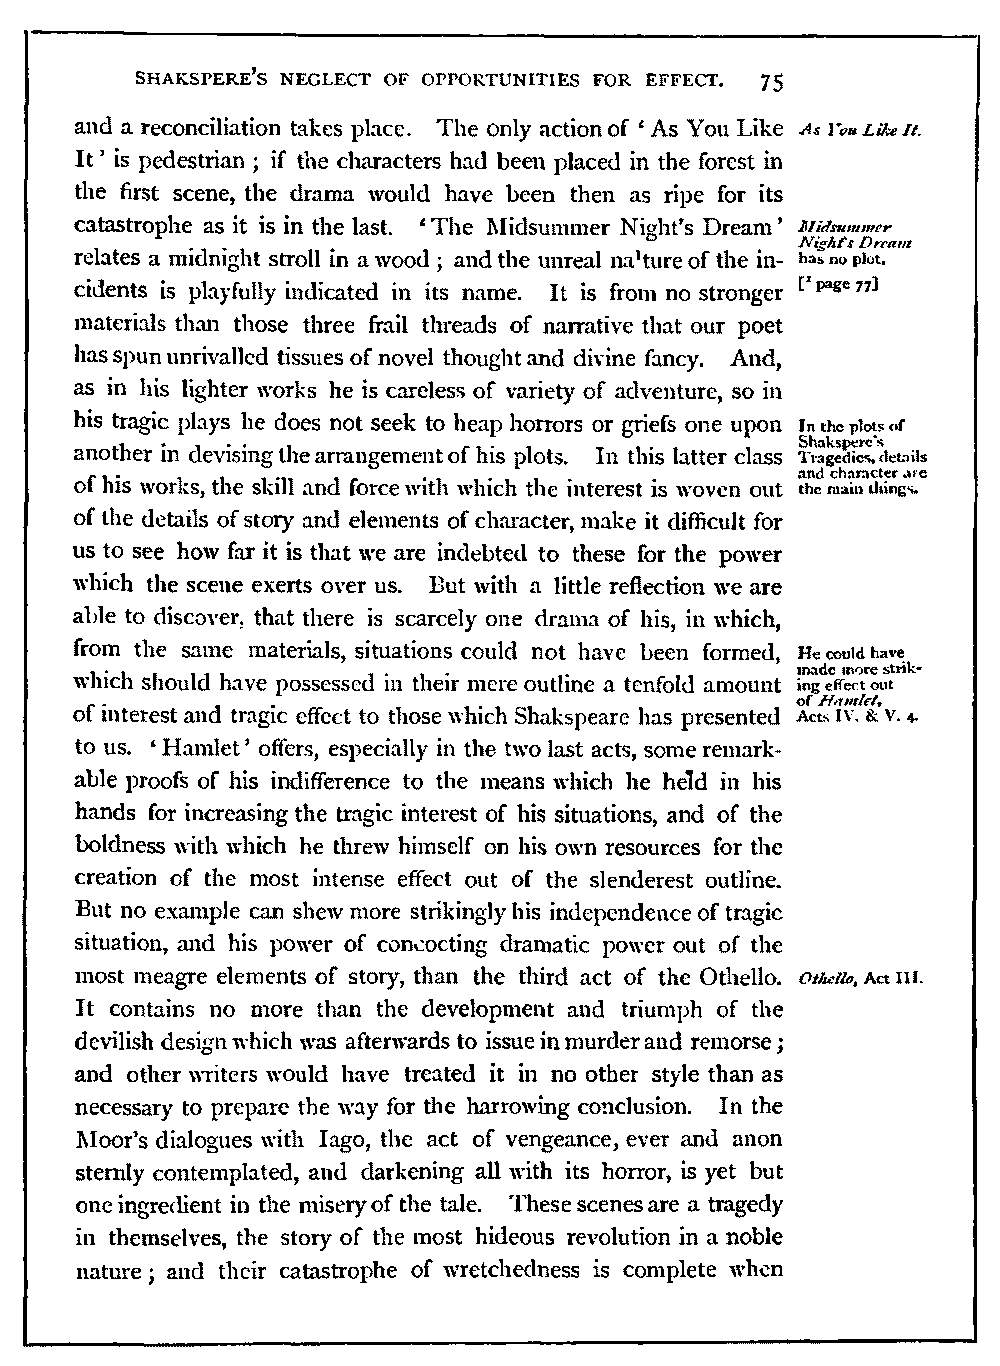 SHAKSPERE'S NEGLECT OF OPPORTUNITIES FOR EFFECT. 75
and a reconciliation takes place. The only action of ‘As You Like
It’ is pedestrian ; if the characters had been placed in the forest in
the first scene, the drama would have been then as ripe for its
catastrophe as it is in the last. ‘The Midsummer Night's Dream’
relates a midnight stroll in a wood ; and the unreal na¹ture of the in-
cidents is playfully indicated in its name. It is from no stronger
materials than those three frail threads of narrative that our poet
has spun unrivalled tissues of novel thought and divine fancy. And,
as in his lighter works he is careless of variety of adventure, so in
his tragic plays he does not seek to heap horrors or griefs one upon
another in devising the arrangement of his plots. In this latter class
of his works, the skill and force with which the interest is woven out
of the details of story and elements of character, make it difficult for
us to see how far it is that we are indebted to these for the power
which the scene exerts over us. But with a little reflection we are
able to discover, that there is scarcely one drama of his, in which,
from the same materials, situations could not have been formed,
which should have possessed in their mere outline a tenfold amount
of interest and tragic effect to those which Shakspeare has presented
to us. ‘Hamlet’ offers, especially in the two last acts, some remark-
able proofs of his indifference to the means which he held in his
hands for increasing the tragic interest of his situations, and of the
boldness with which he threw himself on his own resources for the
creation of the most intense effect out of the slenderest outline.
But no example can shew more strikingly his independence of tragic
situation, and his power of concocting dramatic power out of the
most meagre elements of story, than the third act of the Othello.
It contains no more than the development and triumph of the
devilish design which was afterwards to issue in murder and remorse ;
and other writers would have treated it in no other style than as
necessary to prepare the way for the harrowing conclusion. In the
Moor's dialogues with Iago, the act of vengeance, ever and anon
sternly contemplated, and darkening all with its horror, is yet but
one ingredient in the misery of the tale. These scenes are a tragedy
in themselves, the story of the most hideous revolution in a noble
nature ; and their catastrophe of wretchedness is complete when
As You Like It.
Midsummer
Night's Dream
has no plot.
[¹ page 77]
In the plots of
Shakspere's
Tragedies, details
and character are
the main things.
He could have
made more strik-
ing effect out
of Hamlet,
Acts IV. & V. 4.
Othello, Act III.